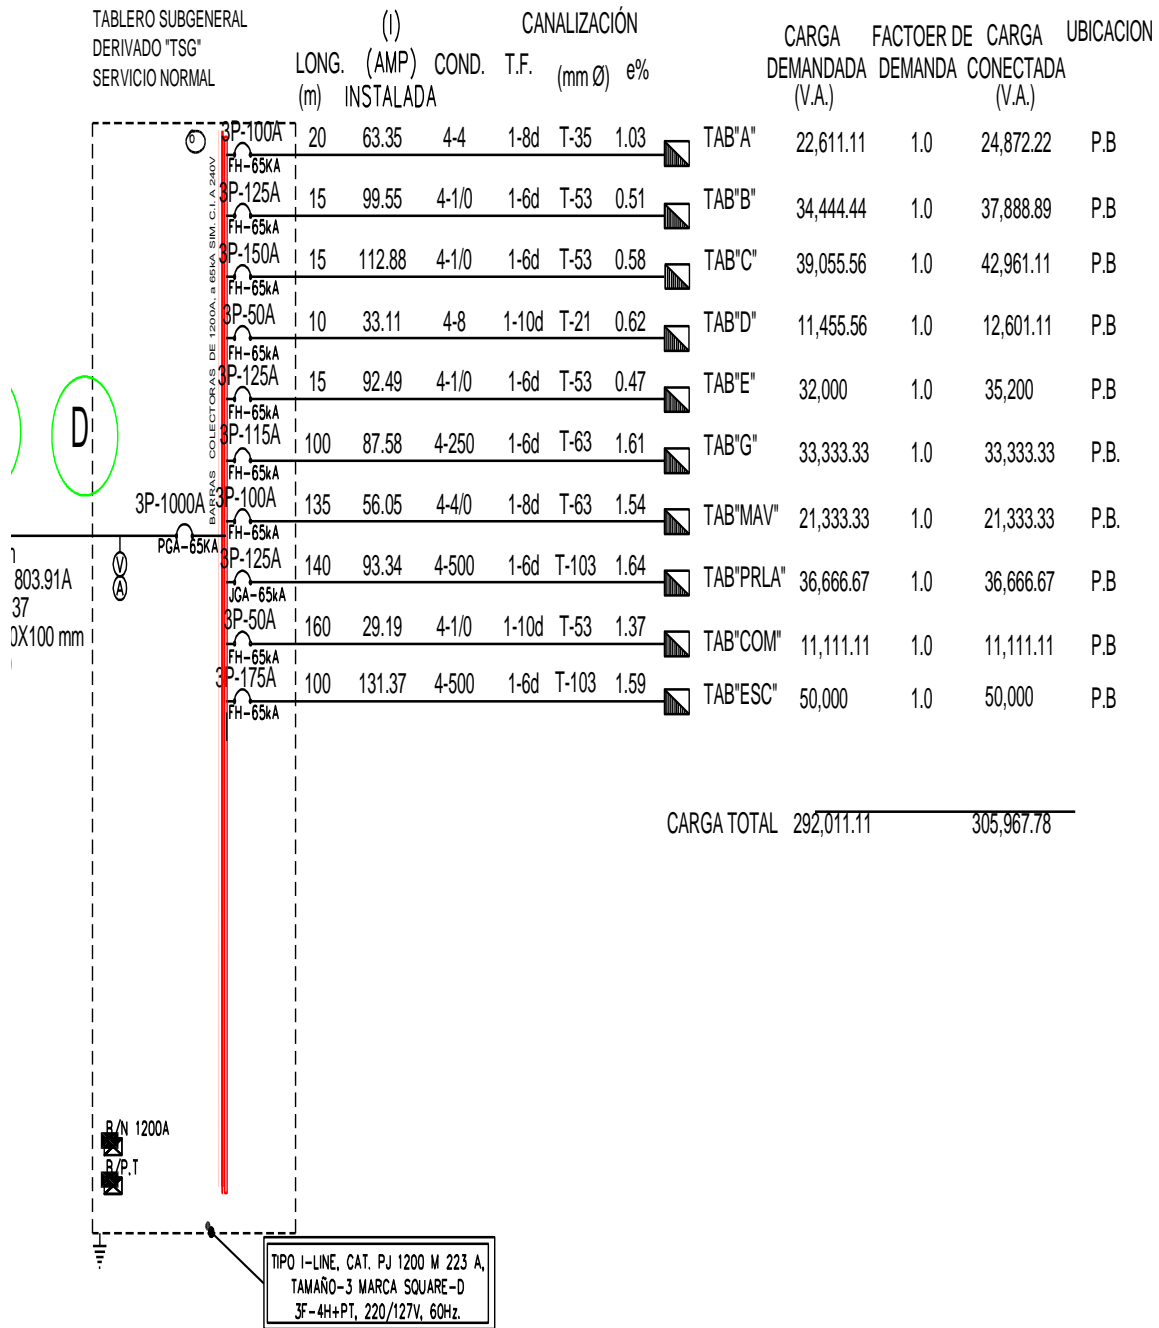 TABLERO SUBGENERAL
DERIVADO "TSG"
SERVICIO NORMAL
LONG.
(m)
(I)
(AMP)
INSTALADA
COND.
CANALIZACIÓN
T.F.
(mm Ø)
e%
CARGA
DEMANDADA
(V.A.)
FACTOER DE
DEMANDA
CARGA
CONECTADA
(V.A.)
UBICACION
6
3P-100A 20 63.35 4-4 1-8d T-35 1.03 TAB"A" 22,611.11 1.0 24,872.22 P.B
FH-65KA
3P-125A 15 99.55 4-1/0 1-6d T-53 0.51 TAB"B" 34,444.44 1.0 37,888.89 P.B
FH-65kA
3P-150A 15 112.88 4-1/0 1-6d T-53 0.58 TAB"C" 39,055.56 1.0 42,961.11 P.B
FH-65kA
3P-50A 10 33.11 4-8 1-10d T-21 0.62 TAB"D" 11,455.56 1.0 12,601.11 P.B
FH-65kA
3P-125A 15 92.49 4-1/0 1-6d T-53 0.47 TAB"E" 32,000 1.0 35,200 P.B
FH-65kA
3P-115A 100 87.58 4-250 1-6d T-63 1.61 TAB"G" 33,333.33 1.0 33,333.33 P.B.
FH-65kA
3P-100A 135 56.05 4-4/0 1-8d T-63 1.54 TAB"MAV" 21,333.33 1.0 21,333.33 P.B.
FH-65kA
3P-125A 140 93.34 4-500 1-6d T-103 1.64 TAB"PRLA" 36,666.67 1.0 36,666.67 P.B
JGA-65kA
3P-50A 160 29.19 4-1/0 1-10d T-53 1.37 TAB"COM" 11,111.11 1.0 11,111.11 P.B
FH-65kA
3P-175A 100 131.37 4-500 1-6d T-103 1.59 TAB"ESC" 50,000 1.0 50,000 P.B
FH-65kA
BARRAS COLECTORAS DE 1200A, a 65kA SIM. C.I. A 240V
D
3P-1000A
PGA-65KA
V
A
803.91A
37
0X100 mm
CARGA TOTAL 292,011.11 305,967.78
B/N 1200A
B/P.T
TIPO I-LINE, CAT. PJ 1200 M 223 A,
TAMAÑO-3 MARCA SQUARE-D
3F-4H+PT, 220/127V, 60Hz.